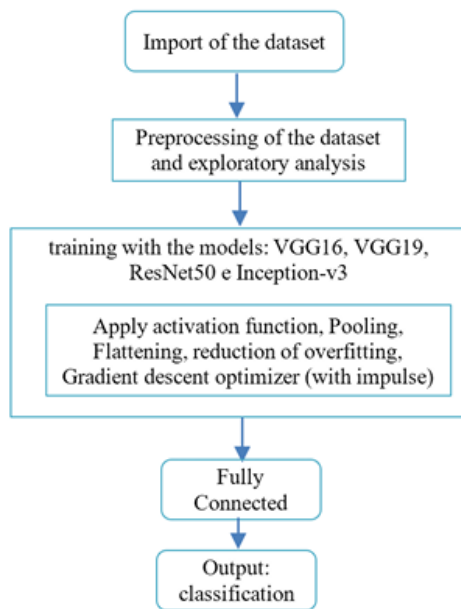 Import of the dataset
Preprocessing of the dataset
and exploratory analysis
training with the models: VGG16, VGG19,
ResNet50 e Inception-v3
Apply activation function, Pooling,
Flattening, reduction of overfitting,
Gradient descent optimizer (with impulse)
Fully
Connected
Output:
classification